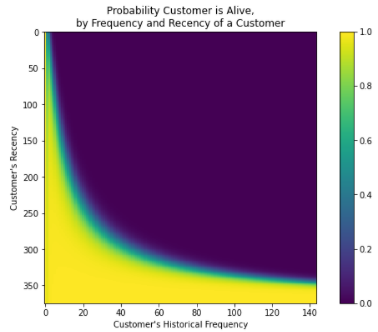 Probability Customer is Alive,
by Frequency and Recency of a Customer
0
50
100
150
200
250
300
350
Customer's Recency
0 20 40 60 80 100 120 140
Customer's Historical Frequency
1.0
0.8
0.6
0.4
0.2
0.0